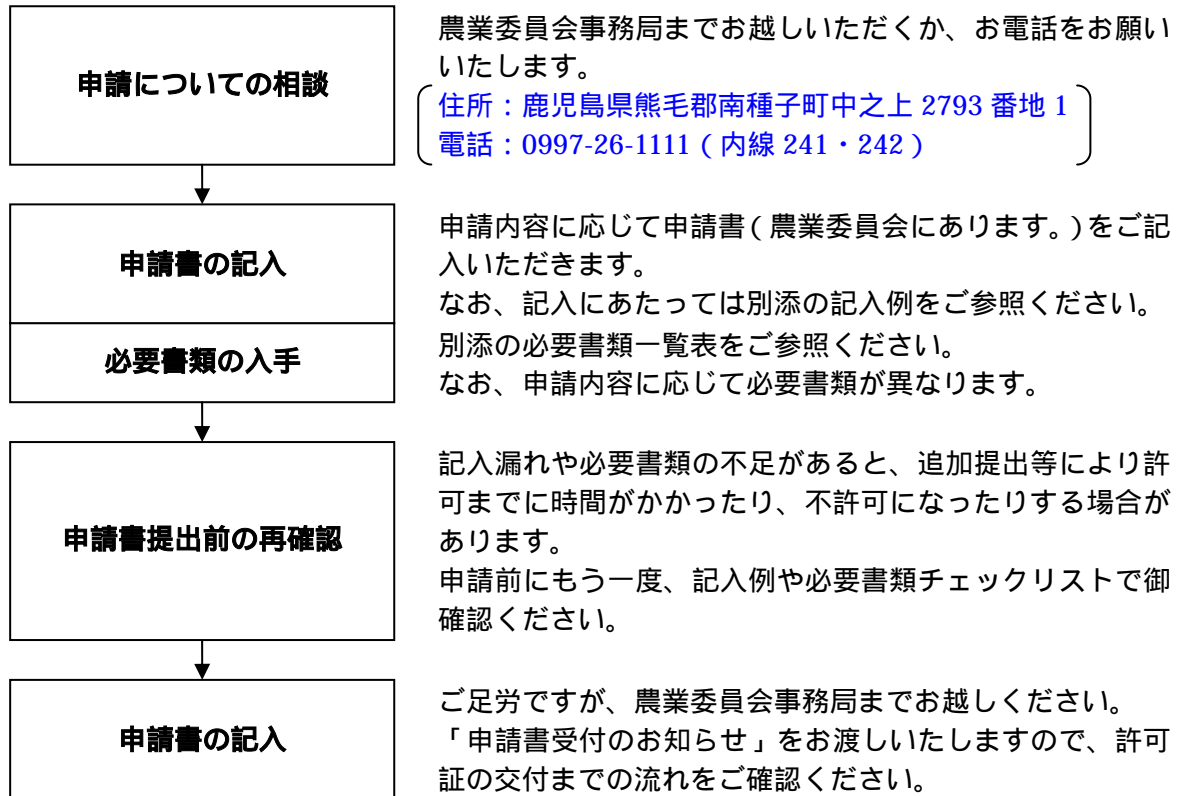 申請についての相談
農業委員会事務局までお越しいただくか、お電話をお願い
いたします。
住所：鹿児島県熊毛郡南種子町中之上 2793 番地 1
電話：0997-26-1111（内線 241・242）
申請書の記入
申請内容に応じて申請書（農業委員会にあります。）をご記
入いただきます。
なお、記入にあたっては別添の記入例をご参照ください。
必要書類の入手
別添の必要書類一覧表をご参照ください。
なお、申請内容に応じて必要書類が異なります。
申請書提出前の再確認
記入漏れや必要書類の不足があると、追加提出等により許
可までに時間がかかったり、不許可になったりする場合が
あります。
申請前にもう一度、記入例や必要書類チェックリストで御
確認ください。
申請書の記入
ご足労ですが、農業委員会事務局までお越しください。
「申請書受付のお知らせ」をお渡しいたしますので、許可
証の交付までの流れをご確認ください。